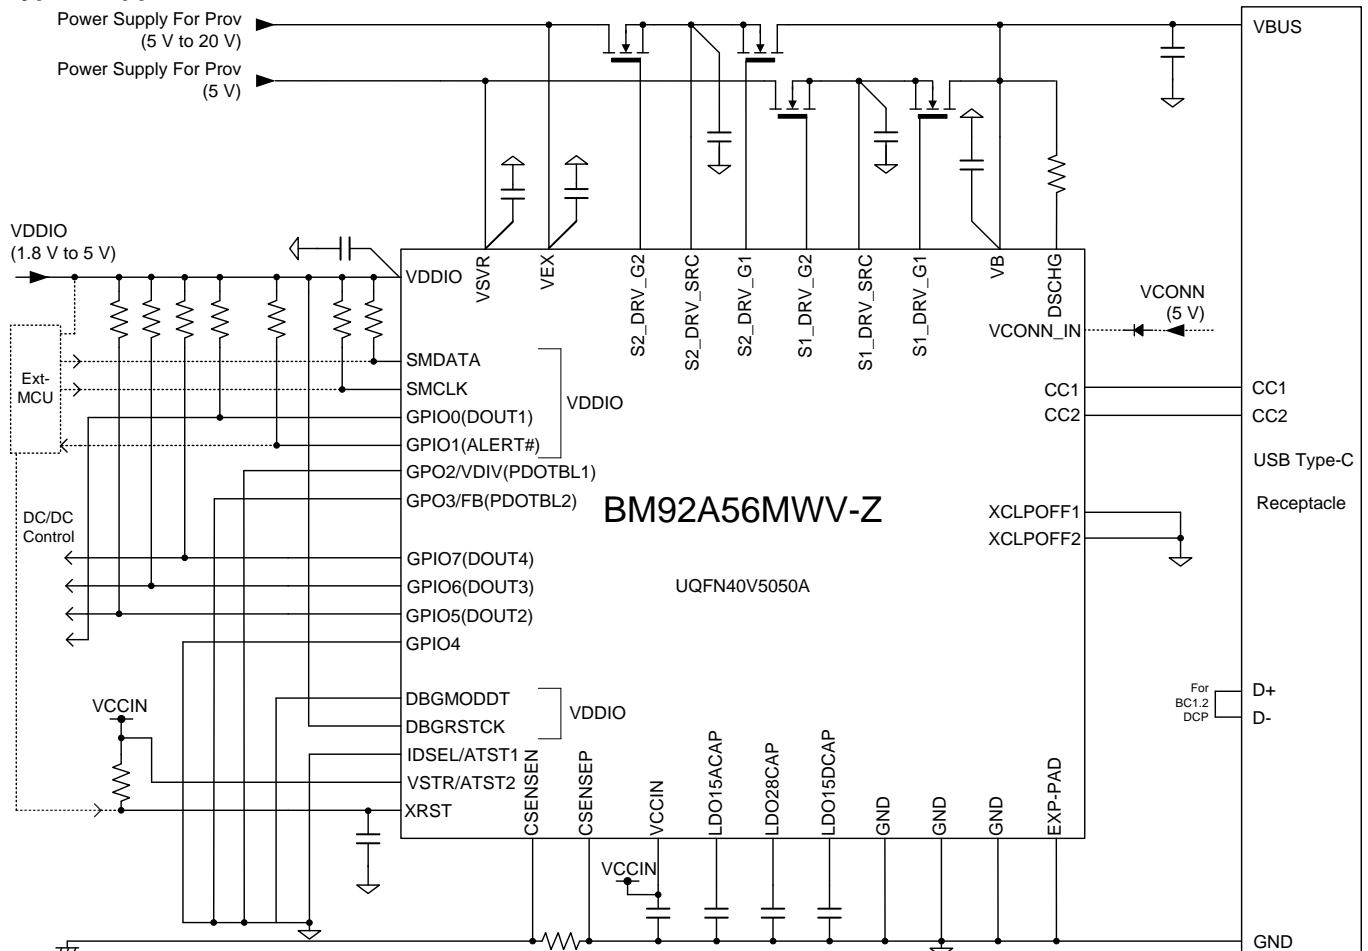 Power Supply For Prov
(5 V to 20 V)
Power Supply For Prov
(5 V)
VBUS
VDDIO
(1.8 V to 5 V)
VDDIO
VSVR
VEX
S2_DRV_G2
S2_DRV_SRC
S2_DRV_G1
S1_DRV_G2
S1_DRV_SRC
S1_DRV_G1
VB
DSCHG
VCONN
(5 V)
VCONN_IN
Ext-
MCU
SMDATA
SMCLK
GPIO0(DOUT1)
GPIO1(ALERT#)
VDDIO
GPO2/VDIV(PDOTBL1)
GPO3/FB(PDOTBL2)
CC1
CC2
CC1
CC2
USB Type-C
Receptacle
BM92A56MWV-Z
UQFN40V5050A
XCLPOFF1
XCLPOFF2
DC/DC
Control
GPIO7(DOUT4)
GPIO6(DOUT3)
GPIO5(DOUT2)
GPIO4
DBGMODDT
DBGRSTCK
VDDIO
IDSEL/ATST1
VSTR/ATST2
XRST
VCCIN
For
BC1.2
DCP
D+
D-
CSENSEN
CSENSEP
VCCIN
LDO15ACAP
LDO28CAP
LDO15DCAP
GND
GND
GND
EXP-PAD
VCCIN
GND